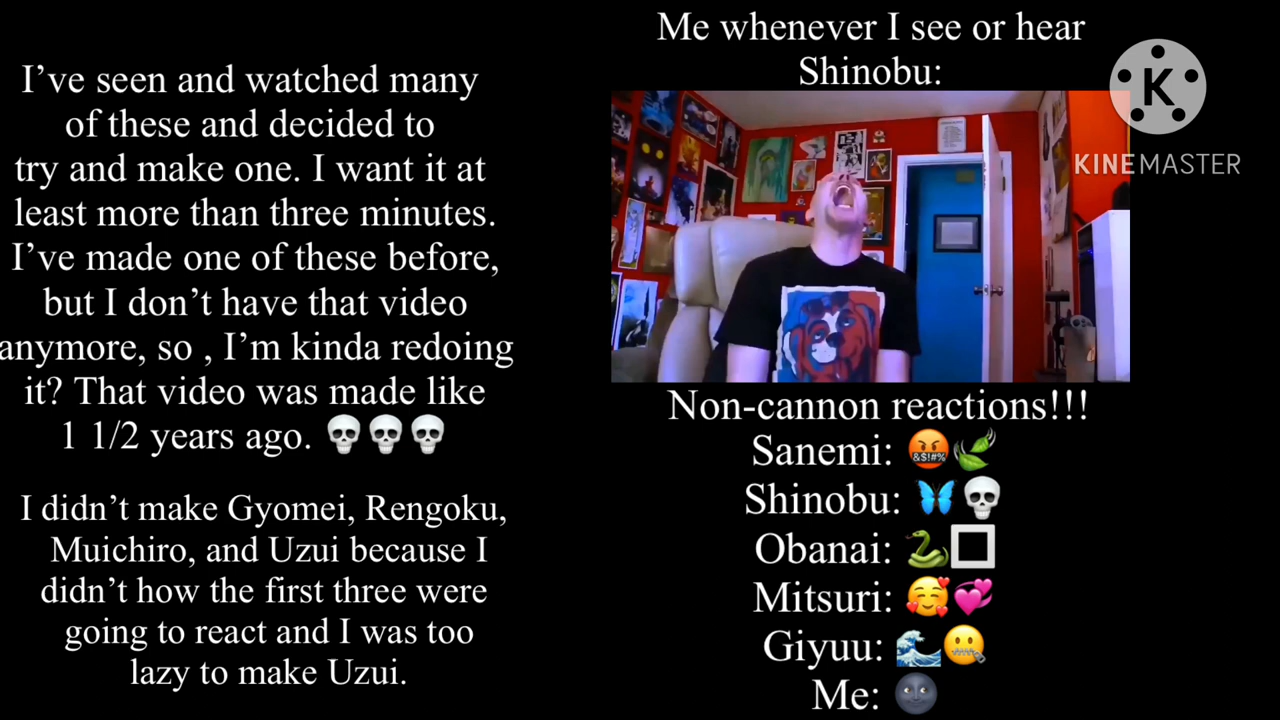 I’ve seen and watched many
of these and decided to
try and make one. I want it at
least more than three minutes.
I’ve made one of these before,
but I don’t have that video
anymore, so , I’m kinda redoing
it? That video was made like
1 1/2 years ago. 💀💀💀
I didn’t make Gyomei, Rengoku,
Muichiro, and Uzui because I
didn’t how the first three were
going to react and I was too
lazy to make Uzui.
Me whenever I see or hear
Shinobu:
K
KINEMASTER
Non-cannon reactions!!!
Sanemi: 🤬🍃
Shinobu: 🦋💀
Obanai: 🐍🔳
Mitsuri: 🥰💞
Giyuu: 🌊🤐
Me: 🌚